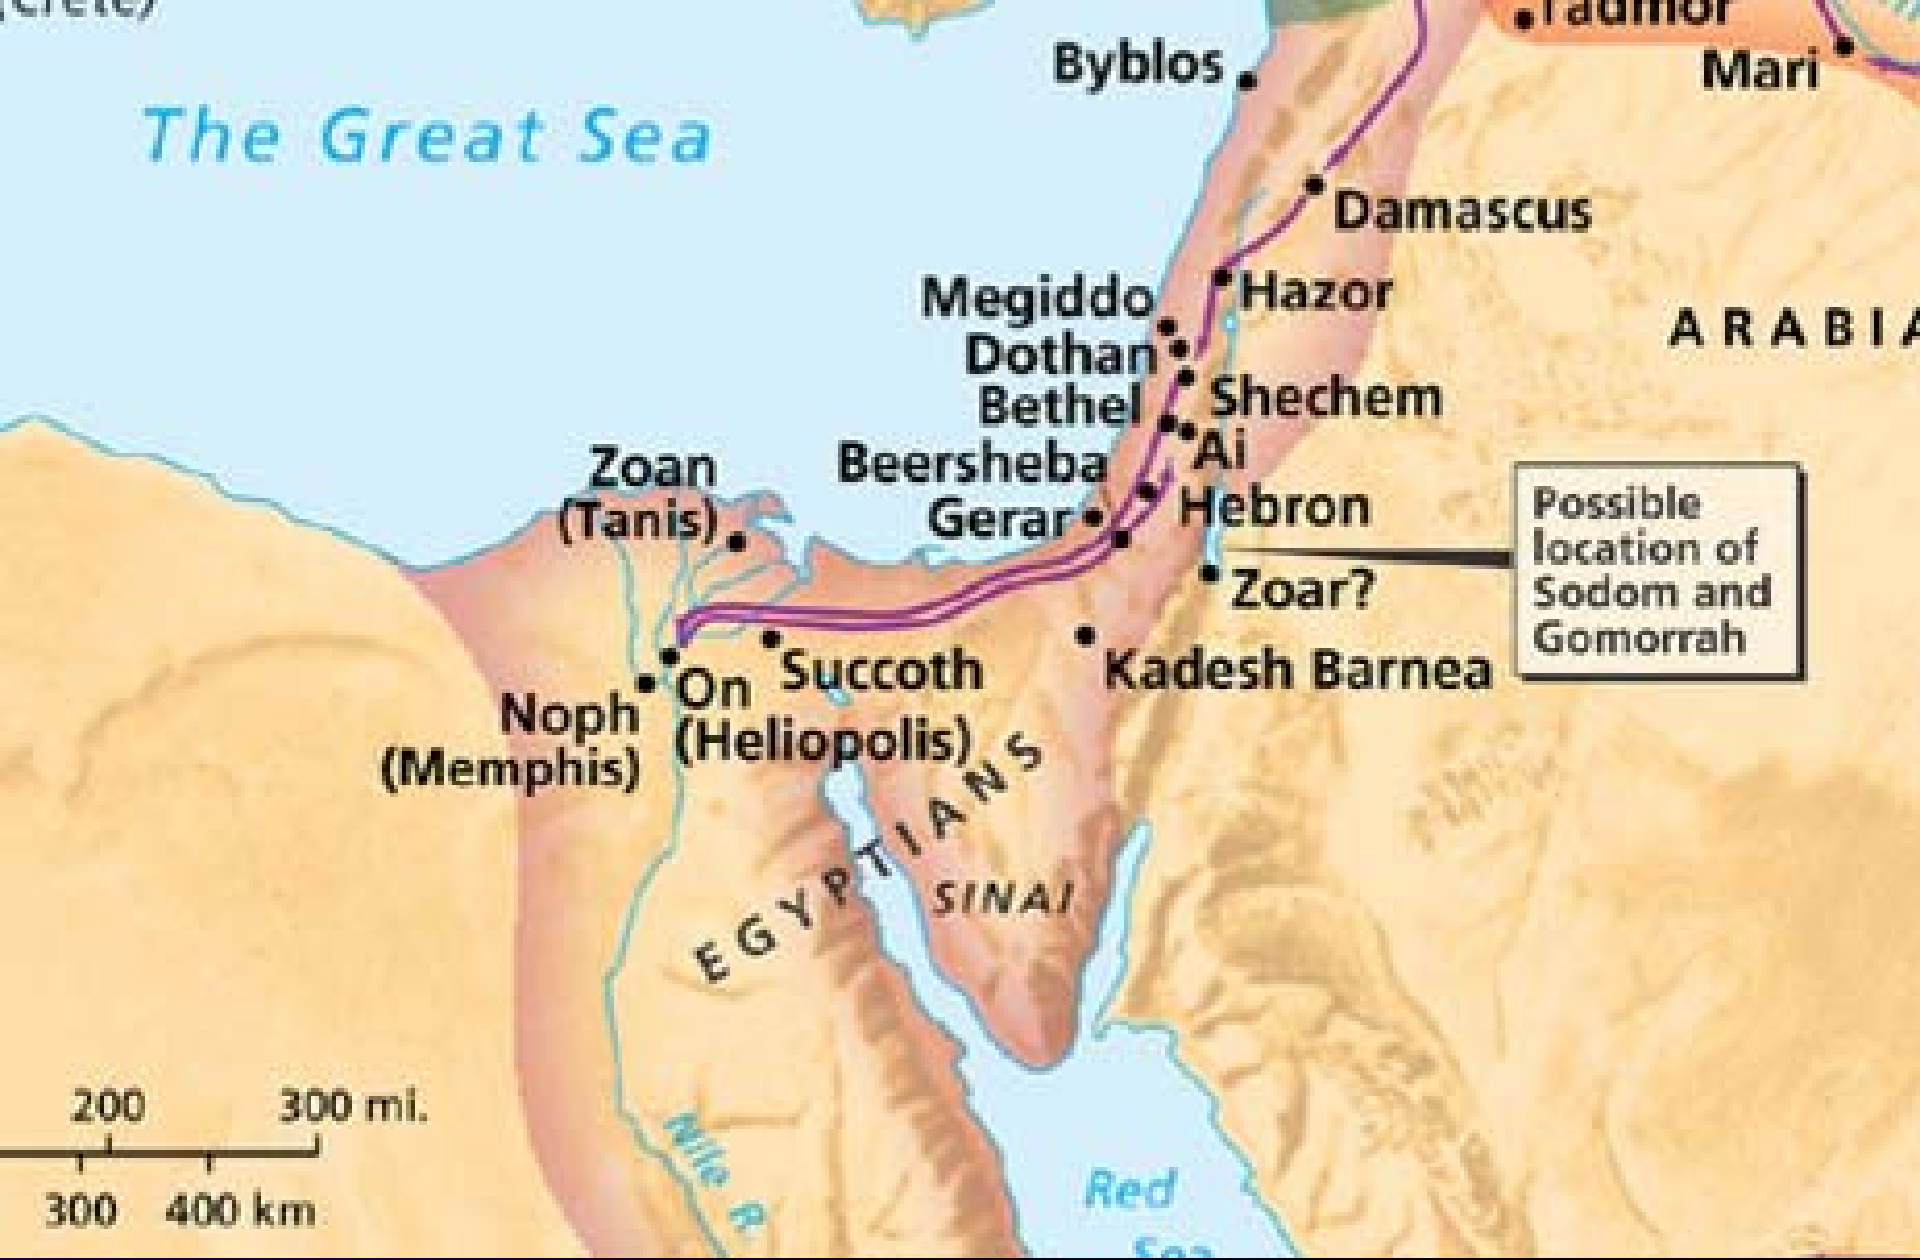 (Crete)
Tadmor
Byblos
Mari
The Great Sea
Damascus
Megiddo
Hazor
ARABIA
Dothan
Shechem
Bethel
Ai
Zoan
(Tanis)
Beersheba
Hebron
Gerar
Possible
location of
Sodom and
Gomorrah
Zoar?
Succoth
Kadesh Barnea
On
(Heliopolis)
Noph
(Memphis)
EGYPTIANS
SINAI
200 300 mi.
300 400 km
Nile R
Red
Sea